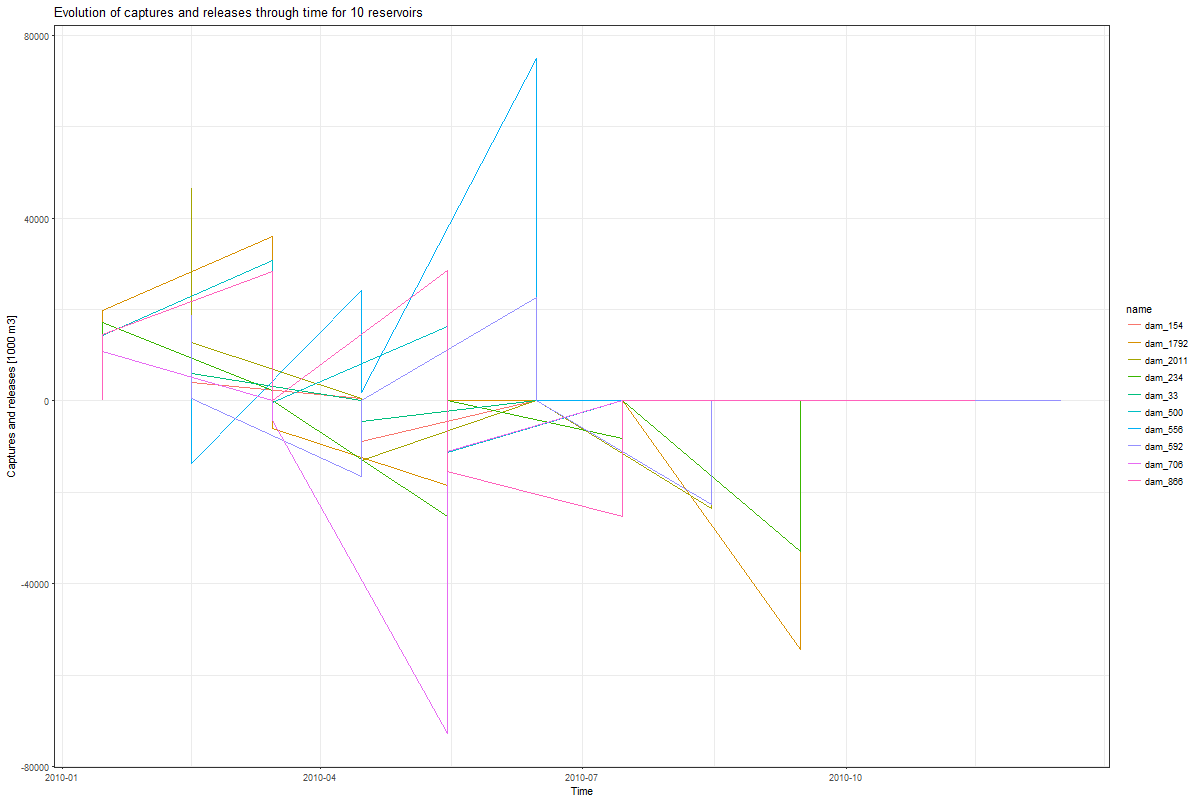 Evolution of captures and releases through time for 10 reservoirs
Captures and releases [1000 m3]
80000
40000
0
-40000
-80000
2010-01
2010-04
2010-07
2010-10
Time
name
dam_154
dam_1792
dam_2011
dam_234
dam_33
dam_500
dam_556
dam_592
dam_706
dam_866